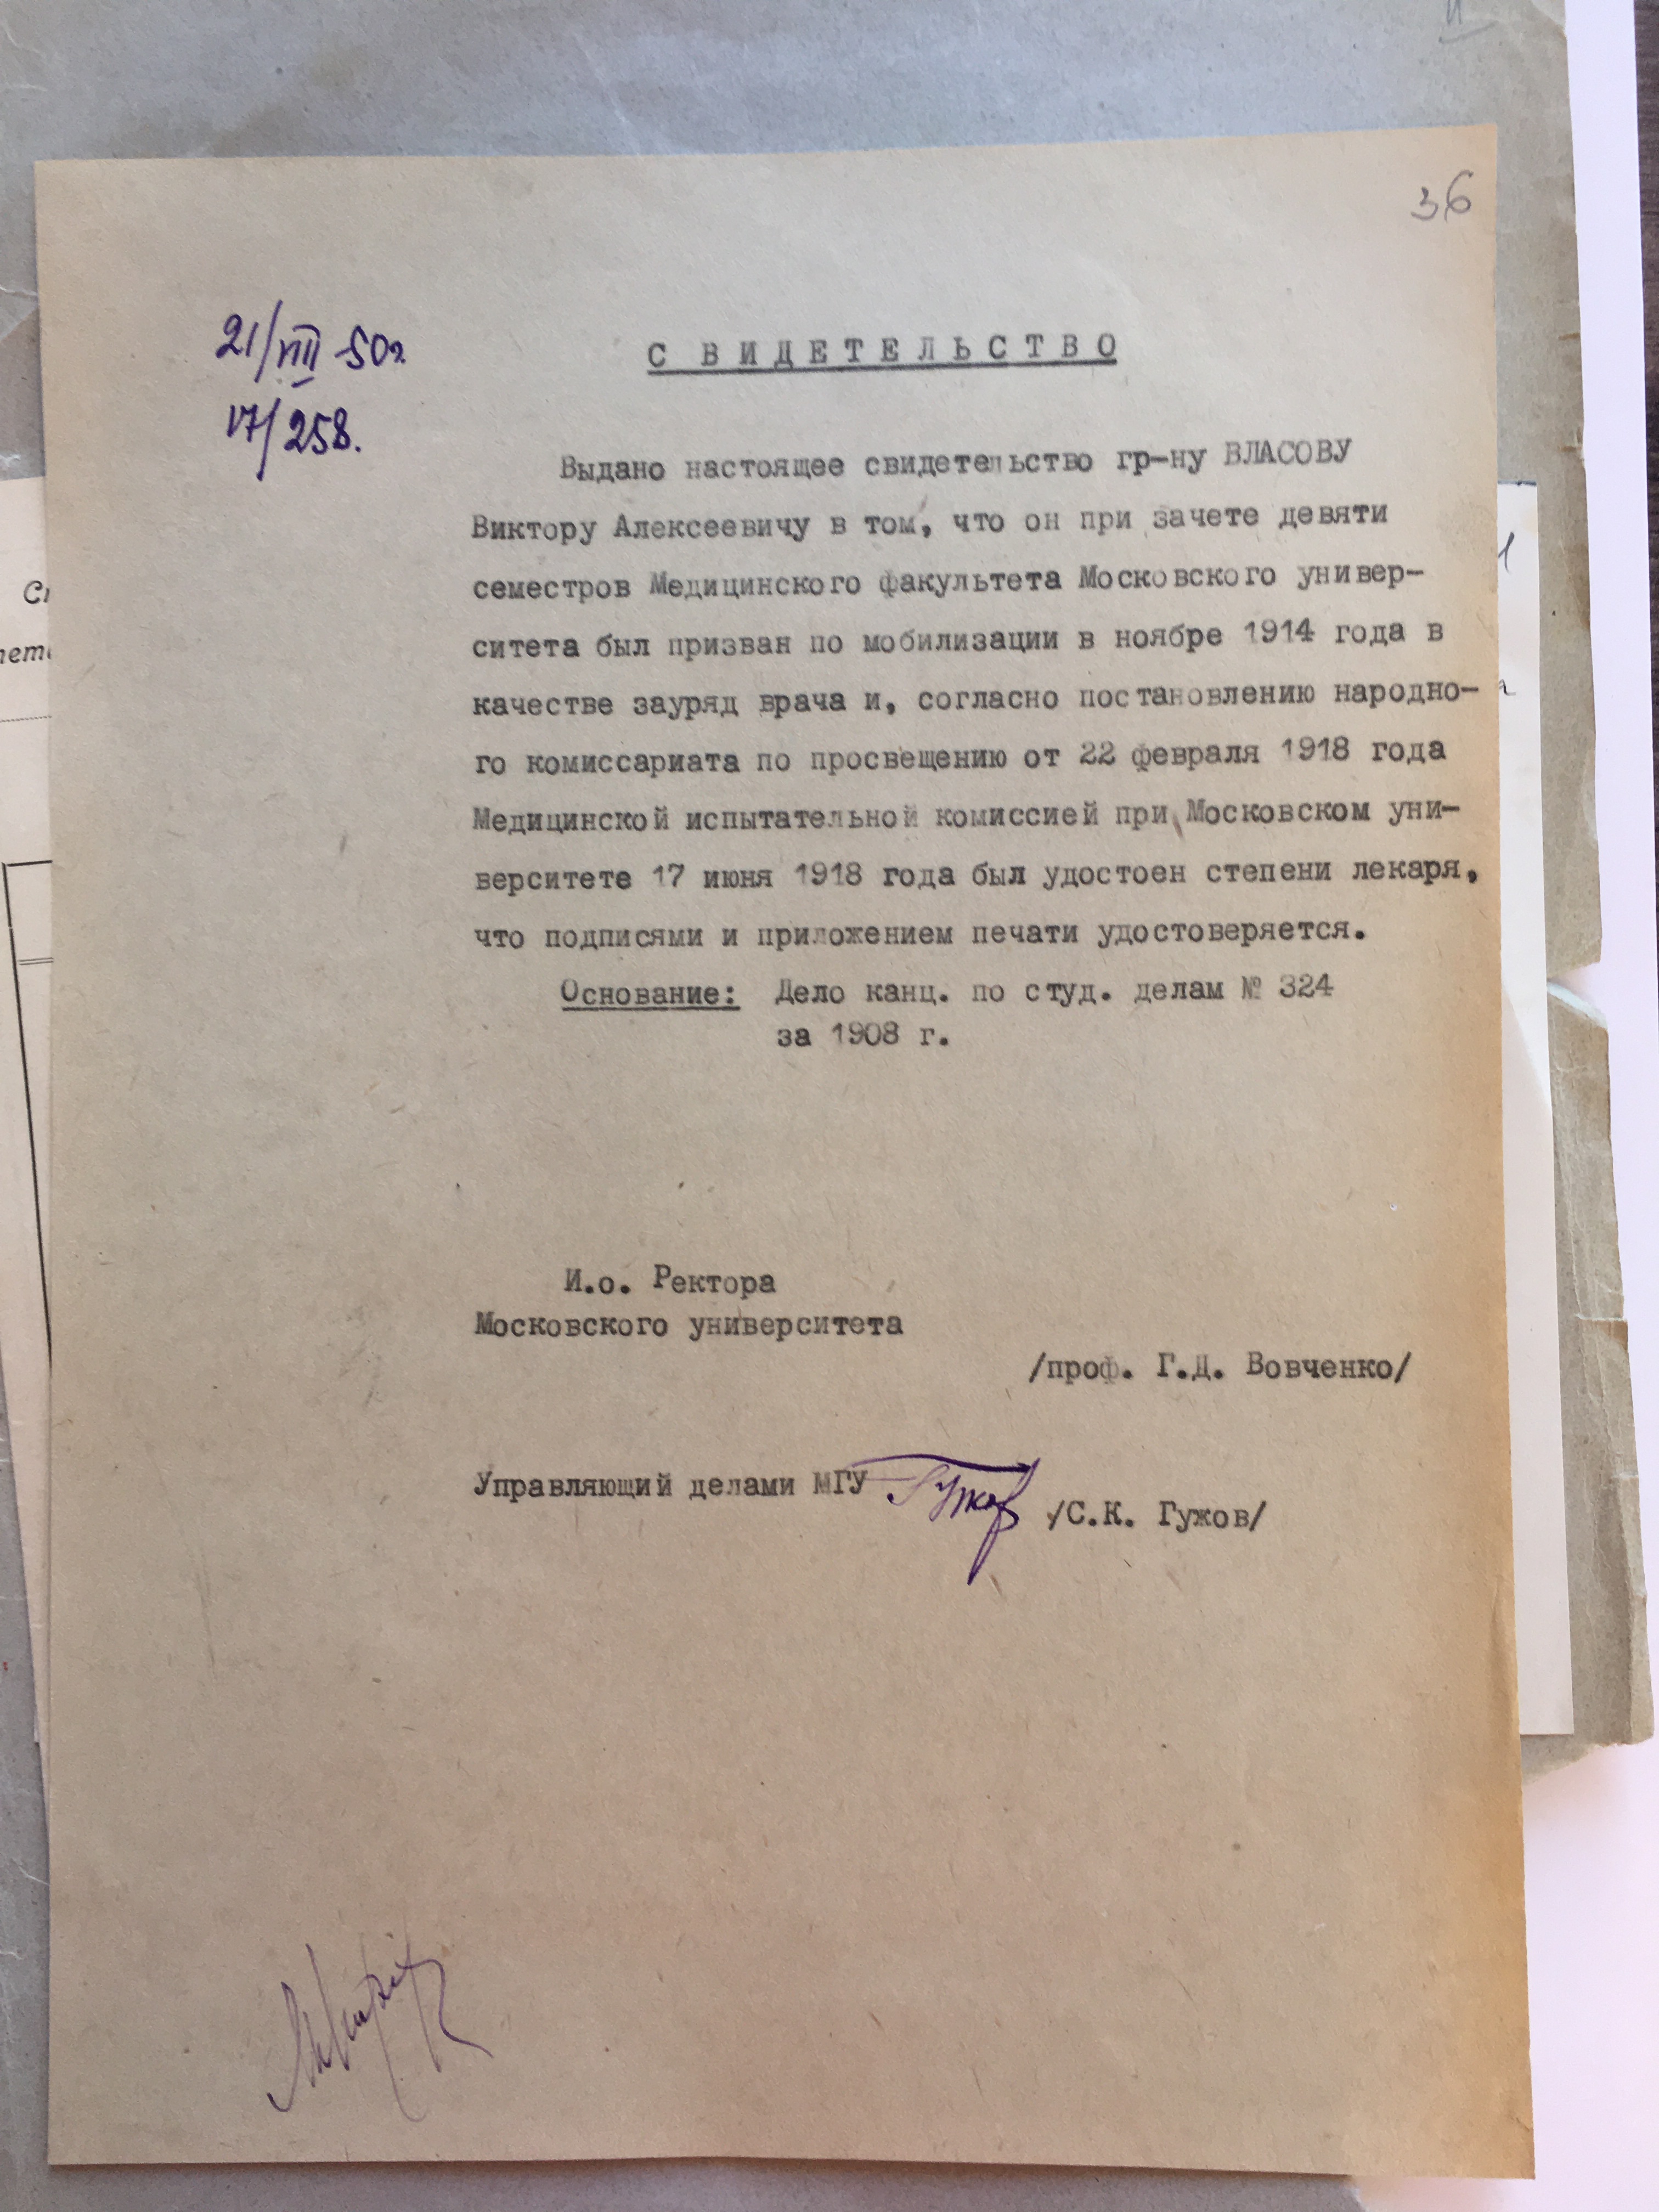 36
21/VIII-50г
17/258.
СВИДЕТЕЛЬСТВО
Выдано настоящее свидетельство гр-ну ВЛАСОВУ
Виктору Алексеевичу в том, что он при зачете девяти
семестров Медицинского факультета Московского универ-
ситета был призван по мобилизации в ноябре 1914 года в
качестве зауряд врача и, согласно постановлению народно-
го комиссариата по просвещению от 22 февраля 1918 года
Медицинской испытательной комиссией при Московском уни-
верситете 17 июня 1918 года был удостоен степени лекаря,
что подписями и приложением печати удостоверяется.
Основание: Дело канц. по студ. делам № 324
за 1908 г.
И.о. Ректора
Московского университета
/проф. Г.Д. Вовченко/
Управляющий делами МГУ Гужов /С.К. Гужов/